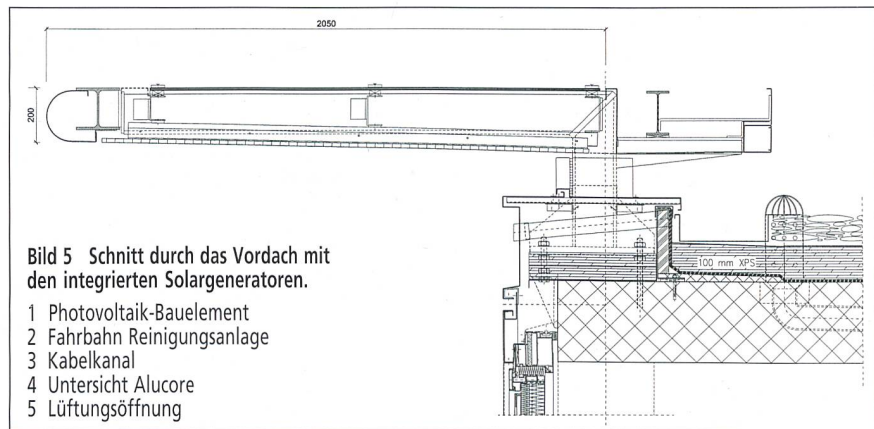 2050
200
100 mm XPS
Bild 5 Schnitt durch das Vordach mit
den integrierten Solargeneratoren.
1 Photovoltaik-Bauelement
2 Fahrbahn Reinigungsanlage
3 Kabelkanal
4 Untersicht Alucore
5 Lüftungsöffnung